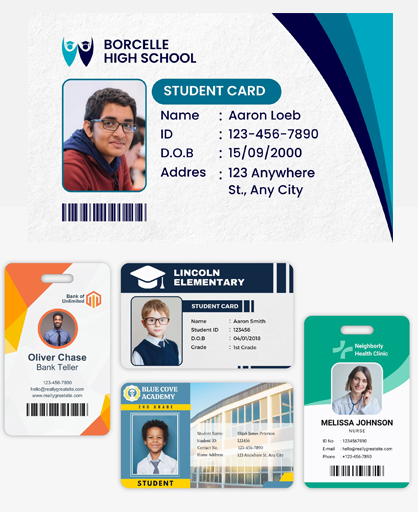 BORCELLE
HIGH SCHOOL
STUDENT CARD
Name : Aaron Loeb
ID : 123-456-7890
D.O.B : 15/09/2000
Addres : 123 Anywhere
St., Any City
Bank of
Unlimited
Oliver Chase
Bank Teller
123-456-7890
hello@reallygreatsite.com
www.reallygreatsite.com
LINCOLN
ELEMENTARY
STUDENT CARD
Name : Aaron Smith
Student ID : 123456
D.O.B : 04/01/2018
Grade : 1st Grade
BLUE COVE
ACADEMY
2ND GRADE
Student Name : Elijah James Peterson
Student ID : 123456
Contact No. : 123-456-7890
Home Address : 123 Anywhere St., Any City
STUDENT
Neighborly
Health Clinic
MELISSA JOHNSON
NURSE
ID No : 1234567890
E-mail : hello@reallygreatsite.com
Phone : +123-456-7890